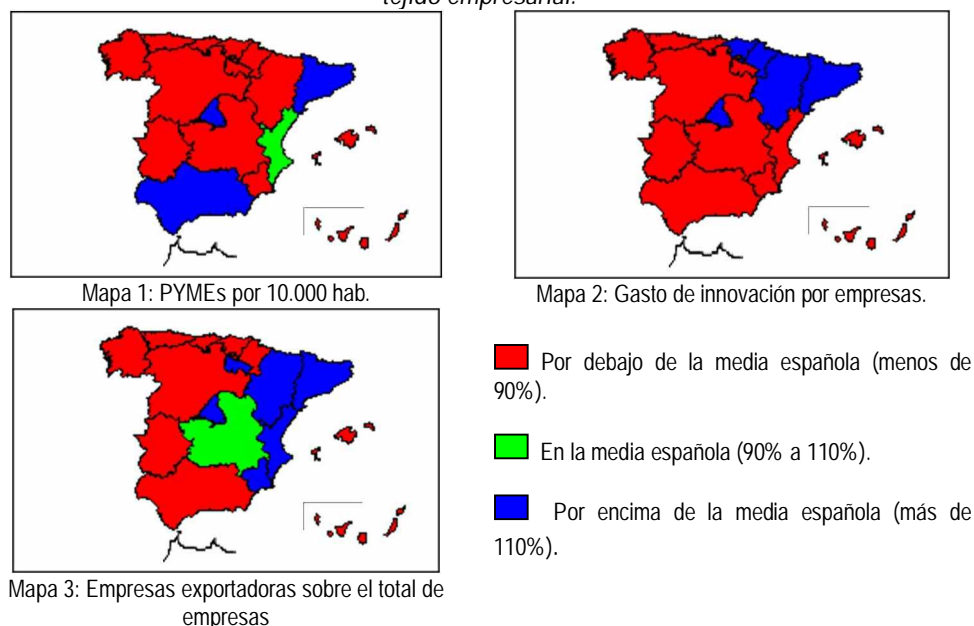 tejido empresarial.
Mapa 1: PYMEs por 10.000 hab.
Mapa 2: Gasto de innovación por empresas.
Por debajo de la media española (menos de
90%).
En la media española (90% a 110%).
Por encima de la media española (más de
110%).
Mapa 3: Empresas exportadoras sobre el total de
empresas